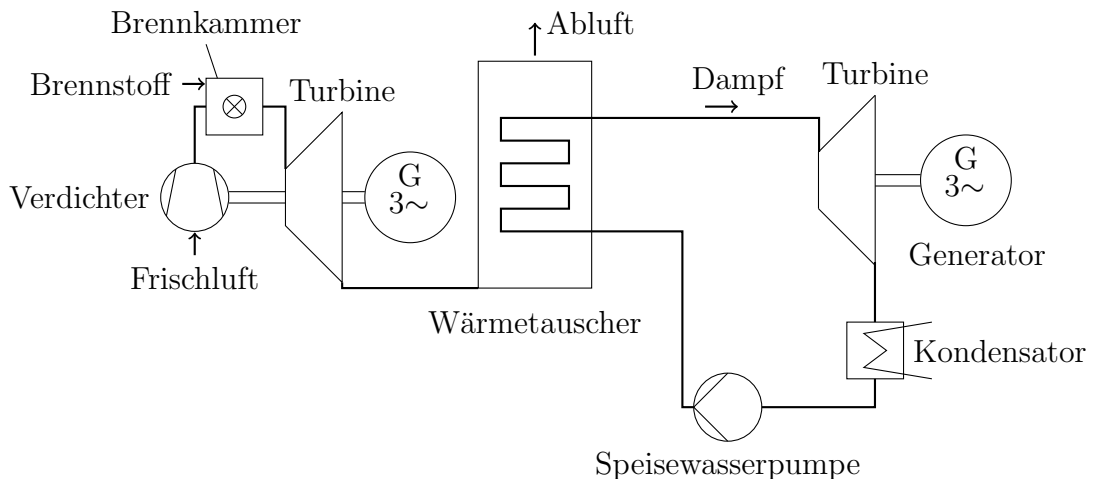 Brennkammer
Abluft
Brennstoff
Turbine
Dampf
Turbine
G
3~
G
3~
Verdichter
Frischluft
Generator
Wärmetauscher
Kondensator
Speisewasserpumpe